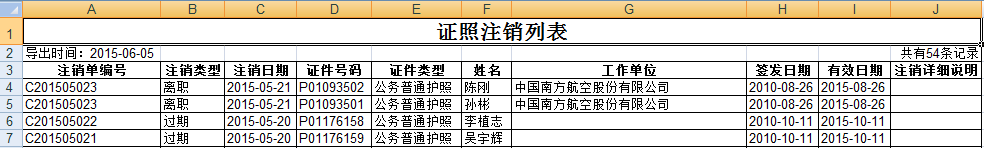 A B C D E F G H I J
1 证照注销列表
2 导出时间：2015-06-05 共有54条记录
3 注销单编号 注销类型 注销日期 证件号码 证件类型 姓名 工作单位 签发日期 有效日期 注销详细说明
4 C201505023 离职 2015-05-21 P01093502 公务普通护照 陈刚 中国南方航空股份有限公司 2010-08-26 2015-08-26
5 C201505023 离职 2015-05-21 P01093501 公务普通护照 孙彬 中国南方航空股份有限公司 2010-08-26 2015-08-26
6 C201505022 过期 2015-05-20 P01176158 公务普通护照 李植志 2010-10-11 2015-10-11
7 C201505021 过期 2015-05-20 P01176159 公务普通护照 吴宇辉 2010-10-11 2015-10-11